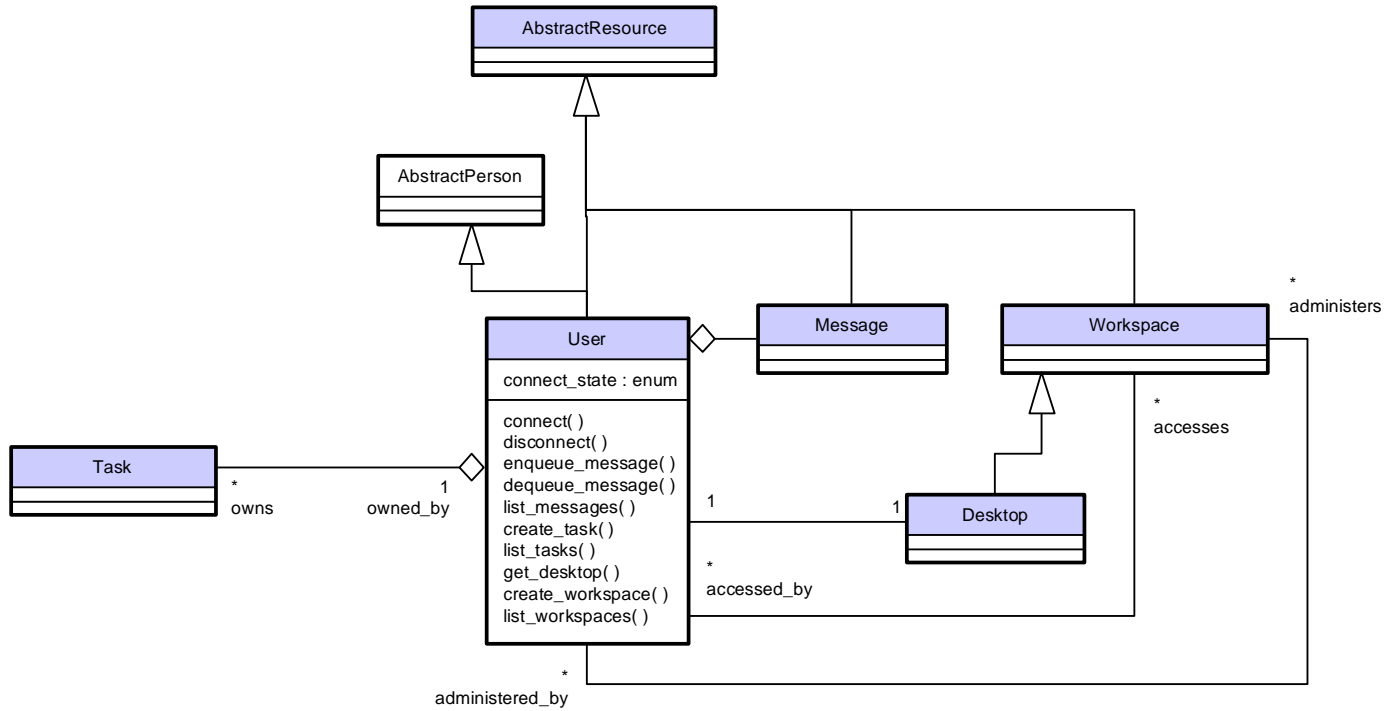 AbstractResource
AbstractPerson
*
administers
User
Message
Workspace
connect_state : enum
connect( )
disconnect( )
enqueue_message( )
dequeue_message( )
list_messages( )
create_task( )
list_tasks( )
get_desktop( )
create_workspace( )
list_workspaces( )
*
accesses
Task
*
owns
1
owned_by
1
1
Desktop
*
accessed_by
*
administered_by